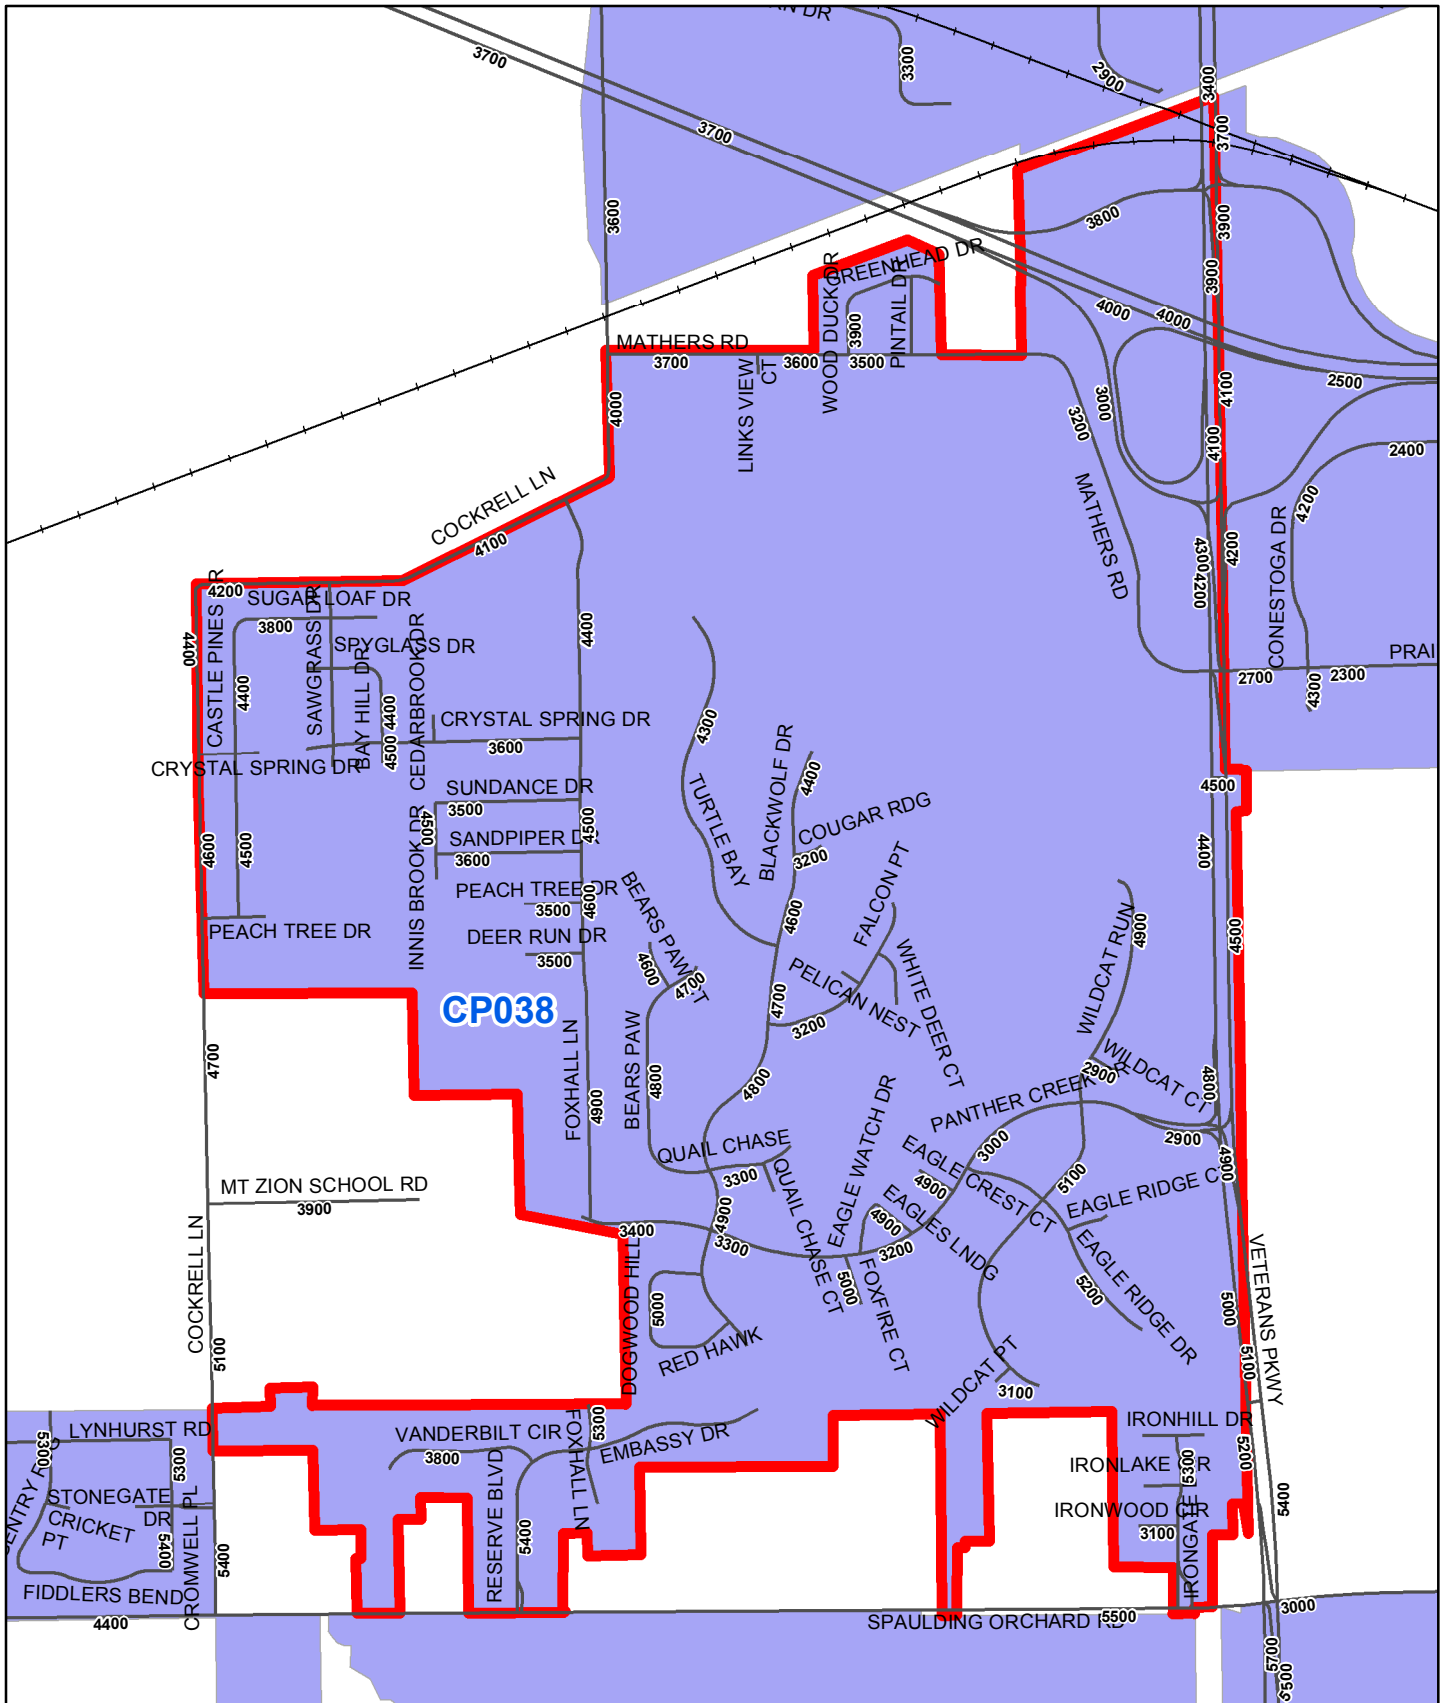 3700
3300
2900
3400
3700
3700
3600
3800
3900
3900
GREENHEAD DR
WOOD DUCK DR
PINTAIL DR
3900
4000
4000
MATHERS RD
3700
3600
3500
LINKS VIEW CT
2500
4000
3000
3200
4100
4100
2400
COCKRELL LN
4100
MATHERS RD
4200
CONESTOGA DR
4300
4200
4200
4200
SUGAR LOAF DR
3800
CASTLE PINES
SAWGRASS DR
SPYGLASS DR
BAY HILL DR
CEDARBROOK DR
4400
4400
4400
4400
PRAI
2700
2300
4300
CRYSTAL SPRING DR
3600
4500
CRYSTAL SPRING DR
4300
TURTLE BAY
BLACKWOLF DR
4400
4500
SUNDANCE DR
3500
4500
INNIS BROOK DR
SANDPIPER DR
3600
4500
COUGAR RDG
3200
4400
4600
4500
PEACH TREE DR
3500
4600
BEARS PAW CT
FALCON PT
4600
WILDCAT RUN
4900
4500
PEACH TREE DR
DEER RUN DR
3500
4600
4700
PELICAN NEST
WHITE DEER CT
4700
3200
CP038
FOXHALL LN
BEARS PAW
4700
4900
4800
4800
WILDCAT CT
2900
4800
PANTHER CREEK
2900
4900
EAGLE WATCH DR
3000
QUAIL CHASE
3300
QUAIL CHASE CT
EAGLE CREST CT
4900
5100
EAGLE RIDGE CT
MT ZION SCHOOL RD
3900
4900
EAGLES LNDG
4900
3400
3300
3200
DOGWOOD HILL
5000
5000
FOXFIRE CT
5200
EAGLE RIDGE DR
VETERANS PKWY
5000
COCKRELL LN
5100
RED HAWK
WILDCAT PT
3100
5100
LYNHURST RD
5300
5300
VANDERBILT CIR
3800
FOXHALL LN
5300
EMBASSY DR
IRONHILL DR
5200
IRONLAKE CIR
5300
STONEGATE DR
CRICKET PT
5400
CROMWELL PL
5400
RESERVE BLVD
5400
IRONWOOD CIR
3100
IRONGATE
5400
FIDDLERS BEND
4400
SPAULDING ORCHARD RD
5500
3000
5700
5500